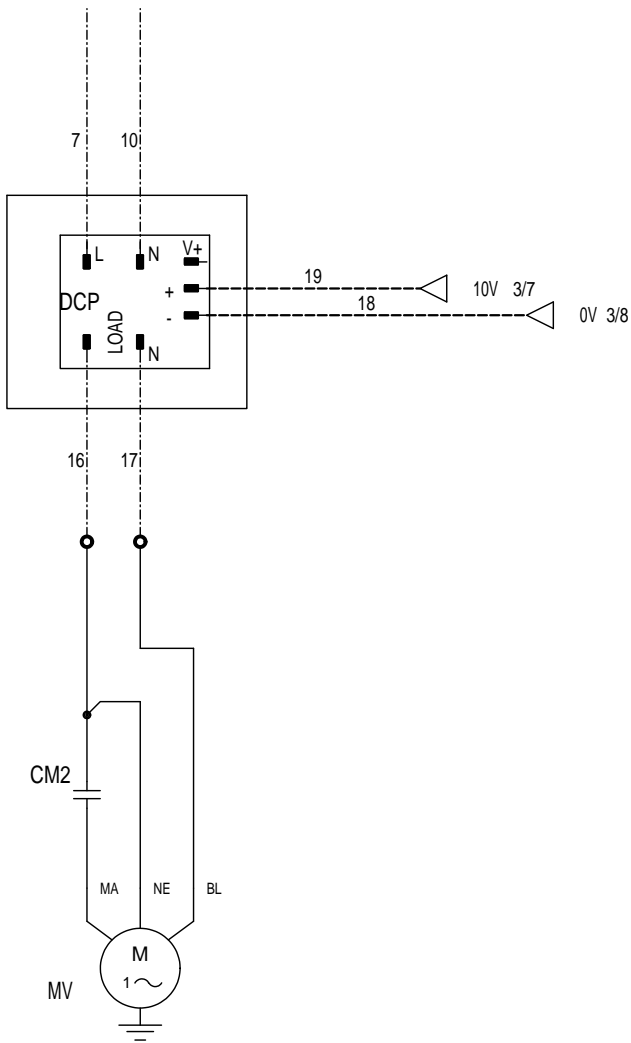 7 10
L N V+
DCP + 19 10V 3/7
LOAD - 18 0V 3/8
N
16 17
CM2
MA NE BL
M
1
MV